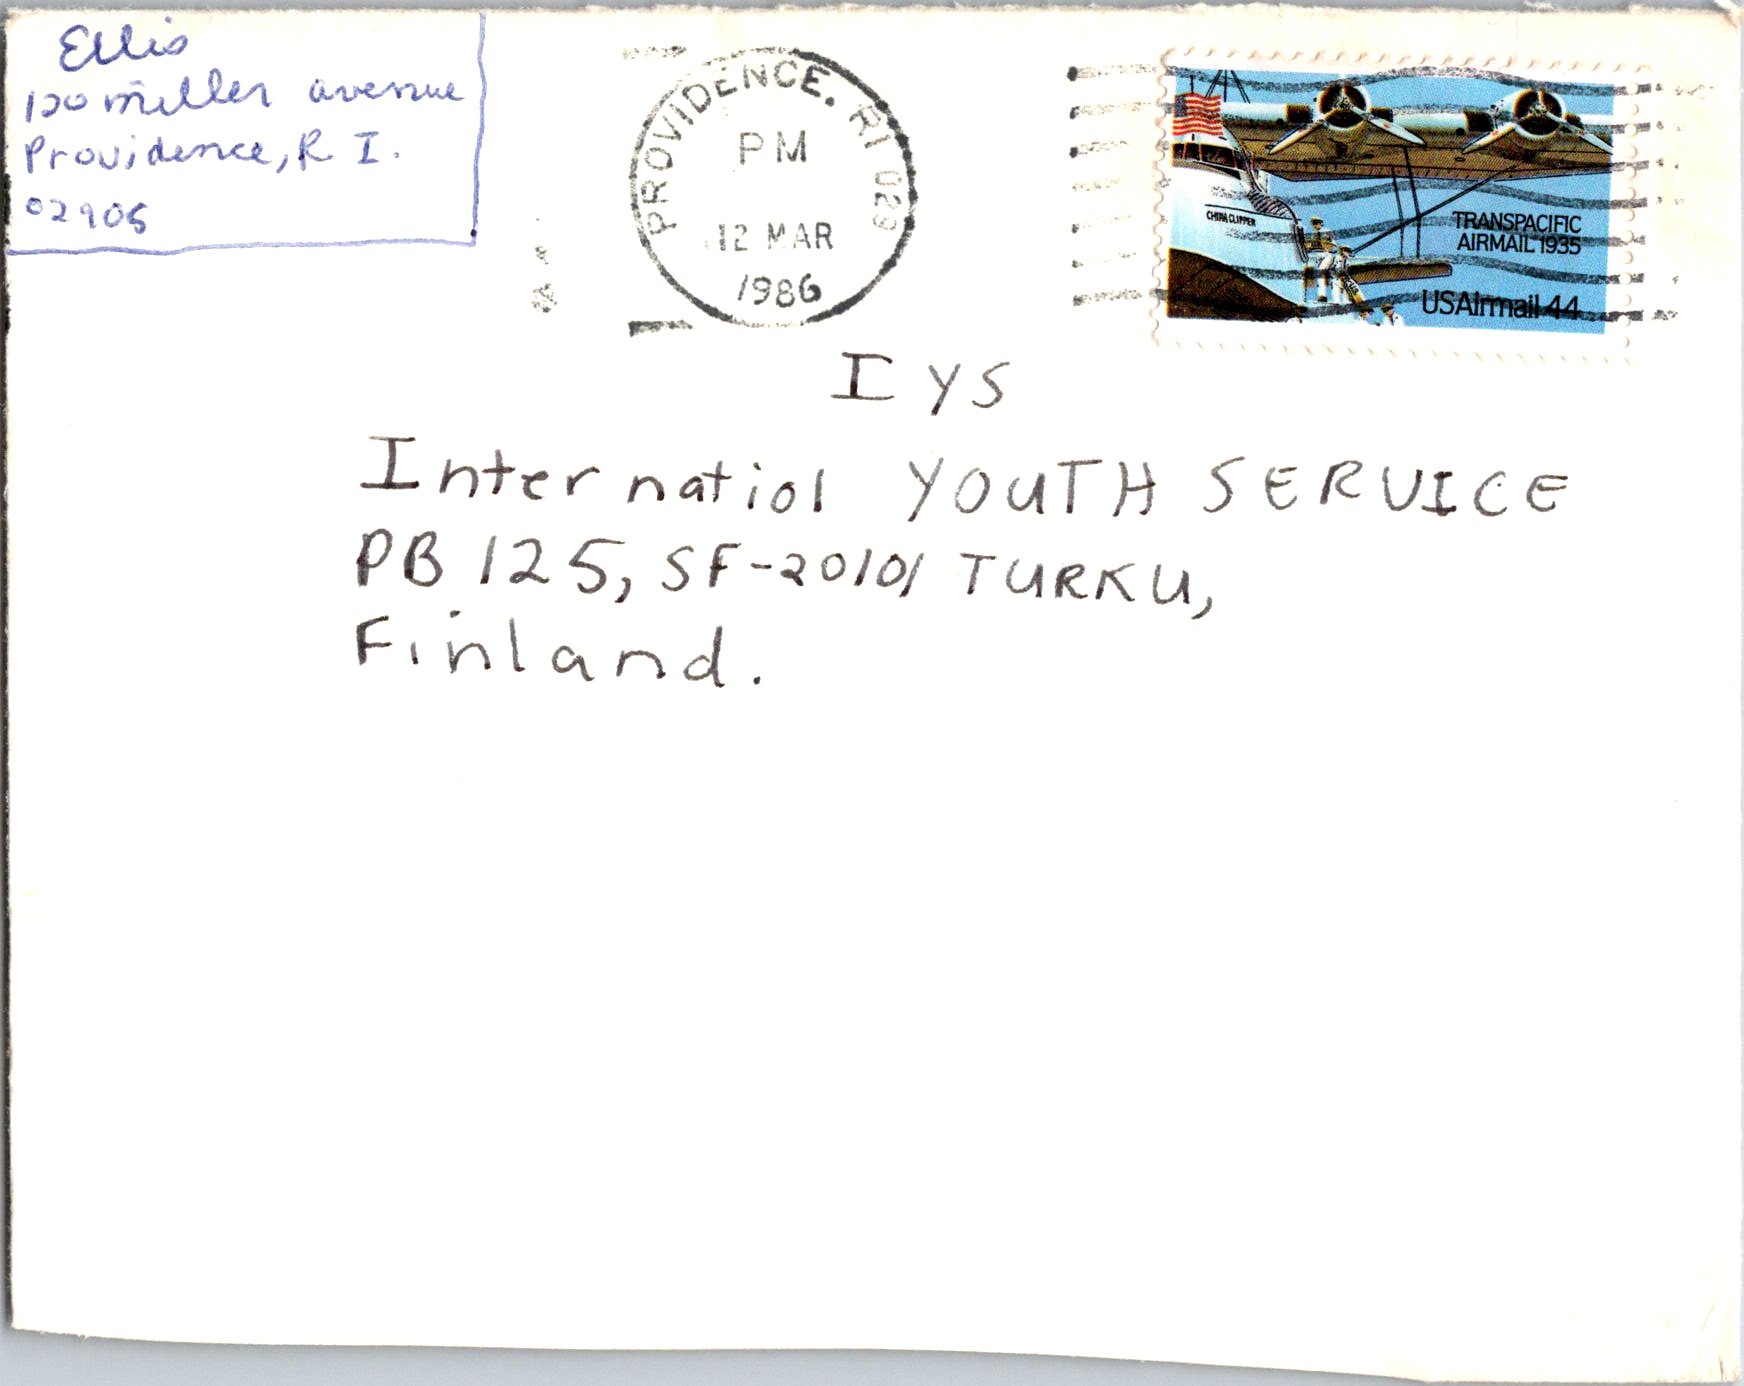 Ellis
120 miller avenue
Providence, R I.
02905
PROVIDENCE, RI 029
PM
12 MAR
1986
CHINA CLIPPER
TRANSPACIFIC
AIRMAIL 1935
USAirmail 44
IYS
Internatiol YOUTH SERVICE
PB 125, SF-20101 TURKU,
Finland.